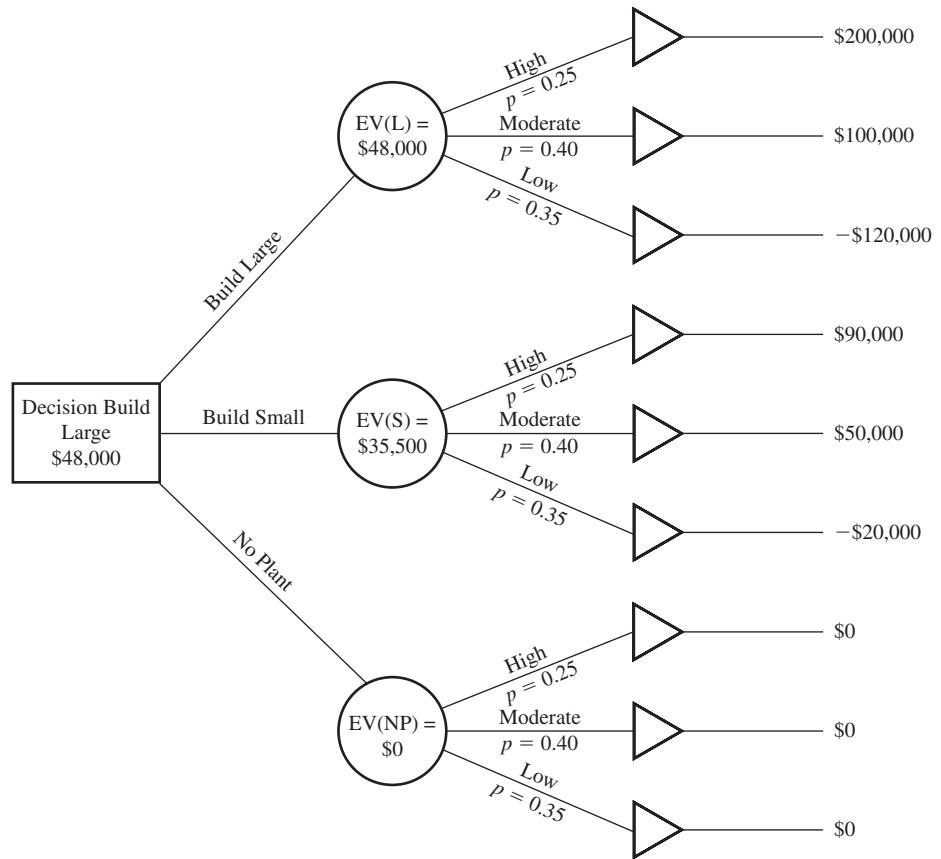 High
p = 0.25
$200,000
EV(L) =
$48,000
Moderate
p = 0.40
$100,000
Low
p = 0.35
−$120,000
Build Large
High
p = 0.25
$90,000
Decision Build
Large
$48,000
Build Small
EV(S) =
$35,500
Moderate
p = 0.40
$50,000
Low
p = 0.35
−$20,000
No Plant
High
p = 0.25
$0
EV(NP) =
$0
Moderate
p = 0.40
$0
Low
p = 0.35
$0